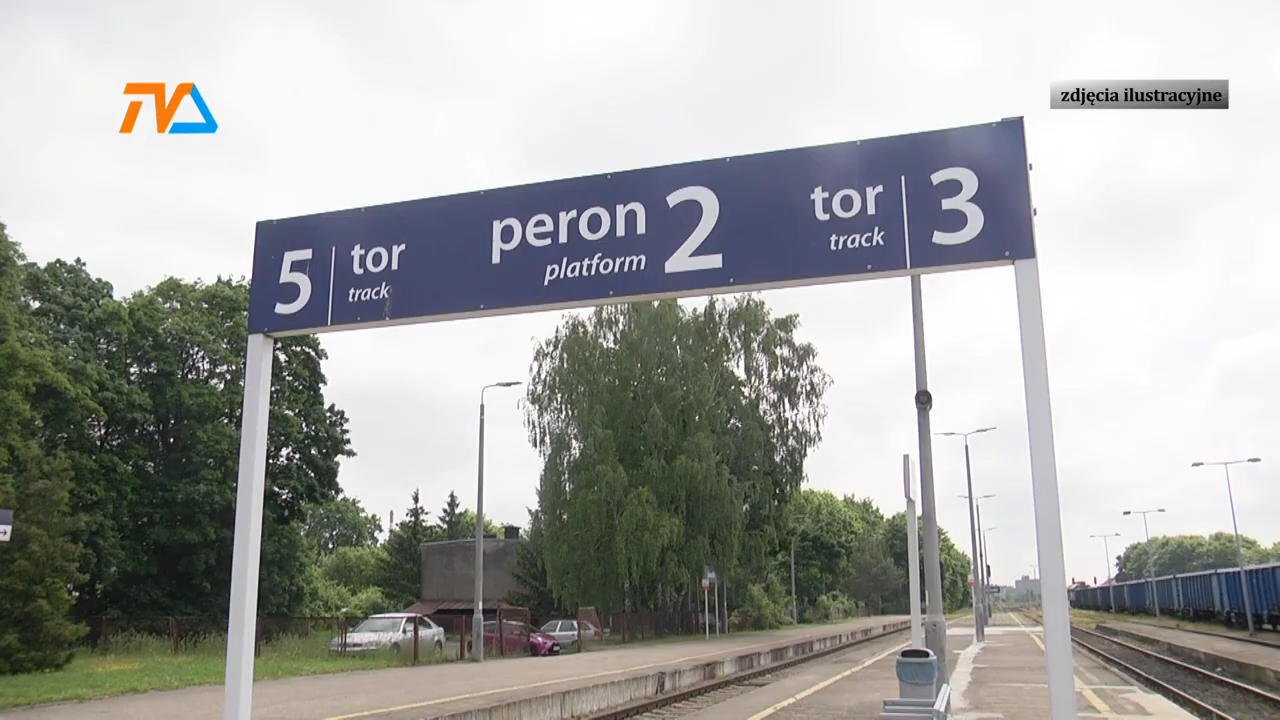 TVA
zdjęcia ilustracyjne
5 tor peron 2 tor 3
track platform track